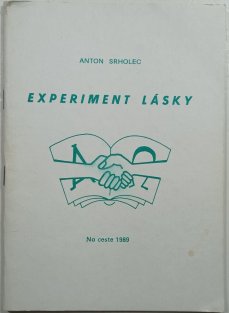 ANTON SRHOLEC
EXPERIMENT LÁSKY
Na ceste 1989